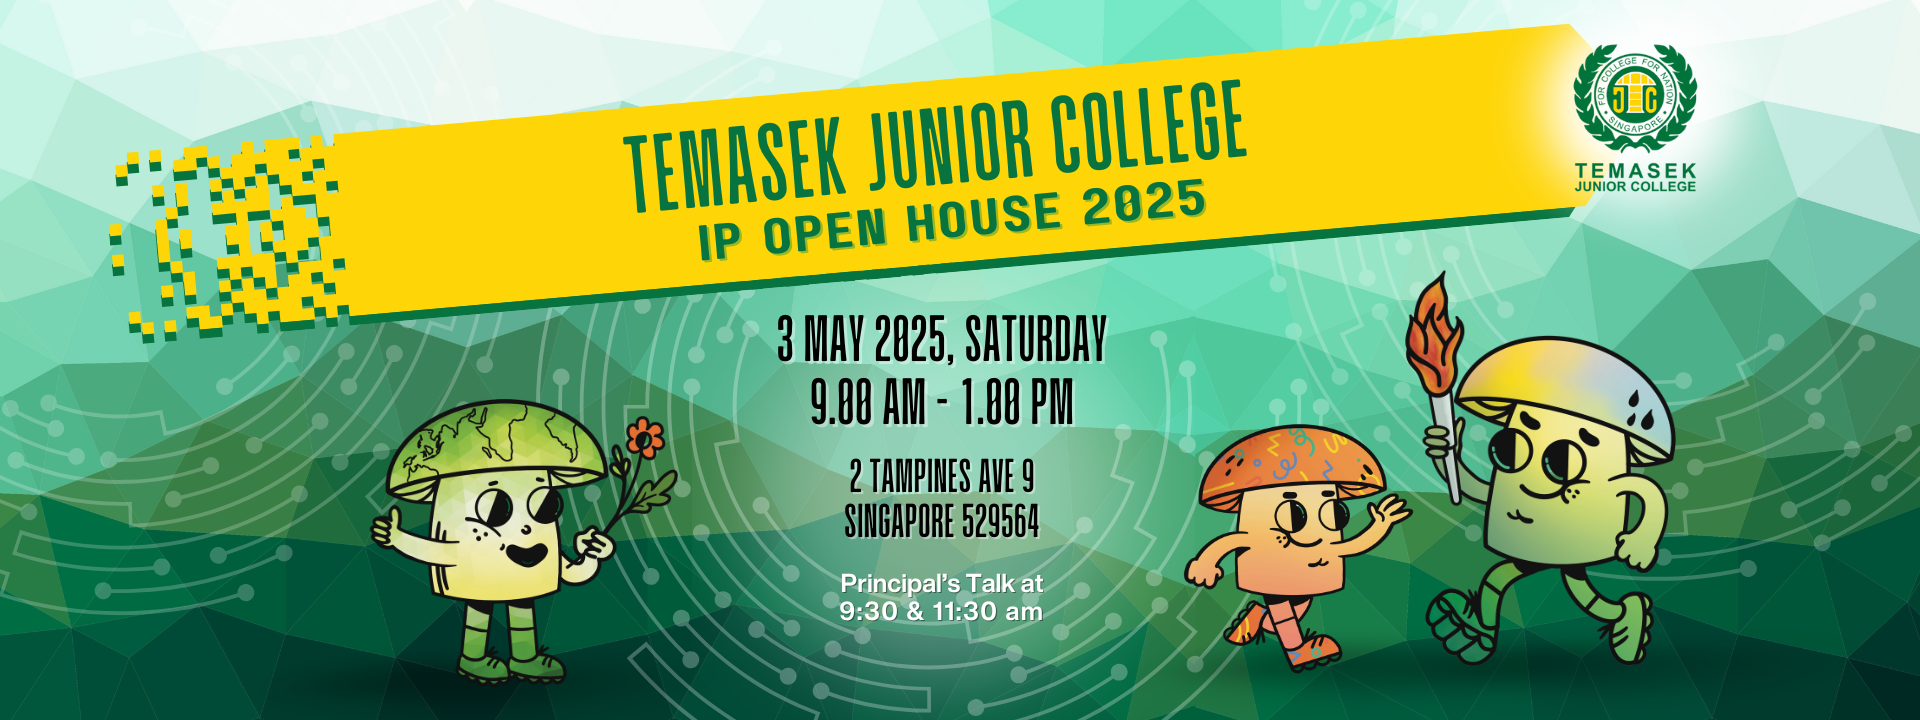 TEMASEK JUNIOR COLLEGE
IP OPEN HOUSE 2025
FOR COLLEGE FOR NATION
TJC
• SINGAPORE •
TEMASEK
JUNIOR COLLEGE
3 MAY 2025, SATURDAY
9.00 AM - 1.00 PM
2 TAMPINES AVE 9
SINGAPORE 529564
Principal's Talk at
9:30 & 11:30 am